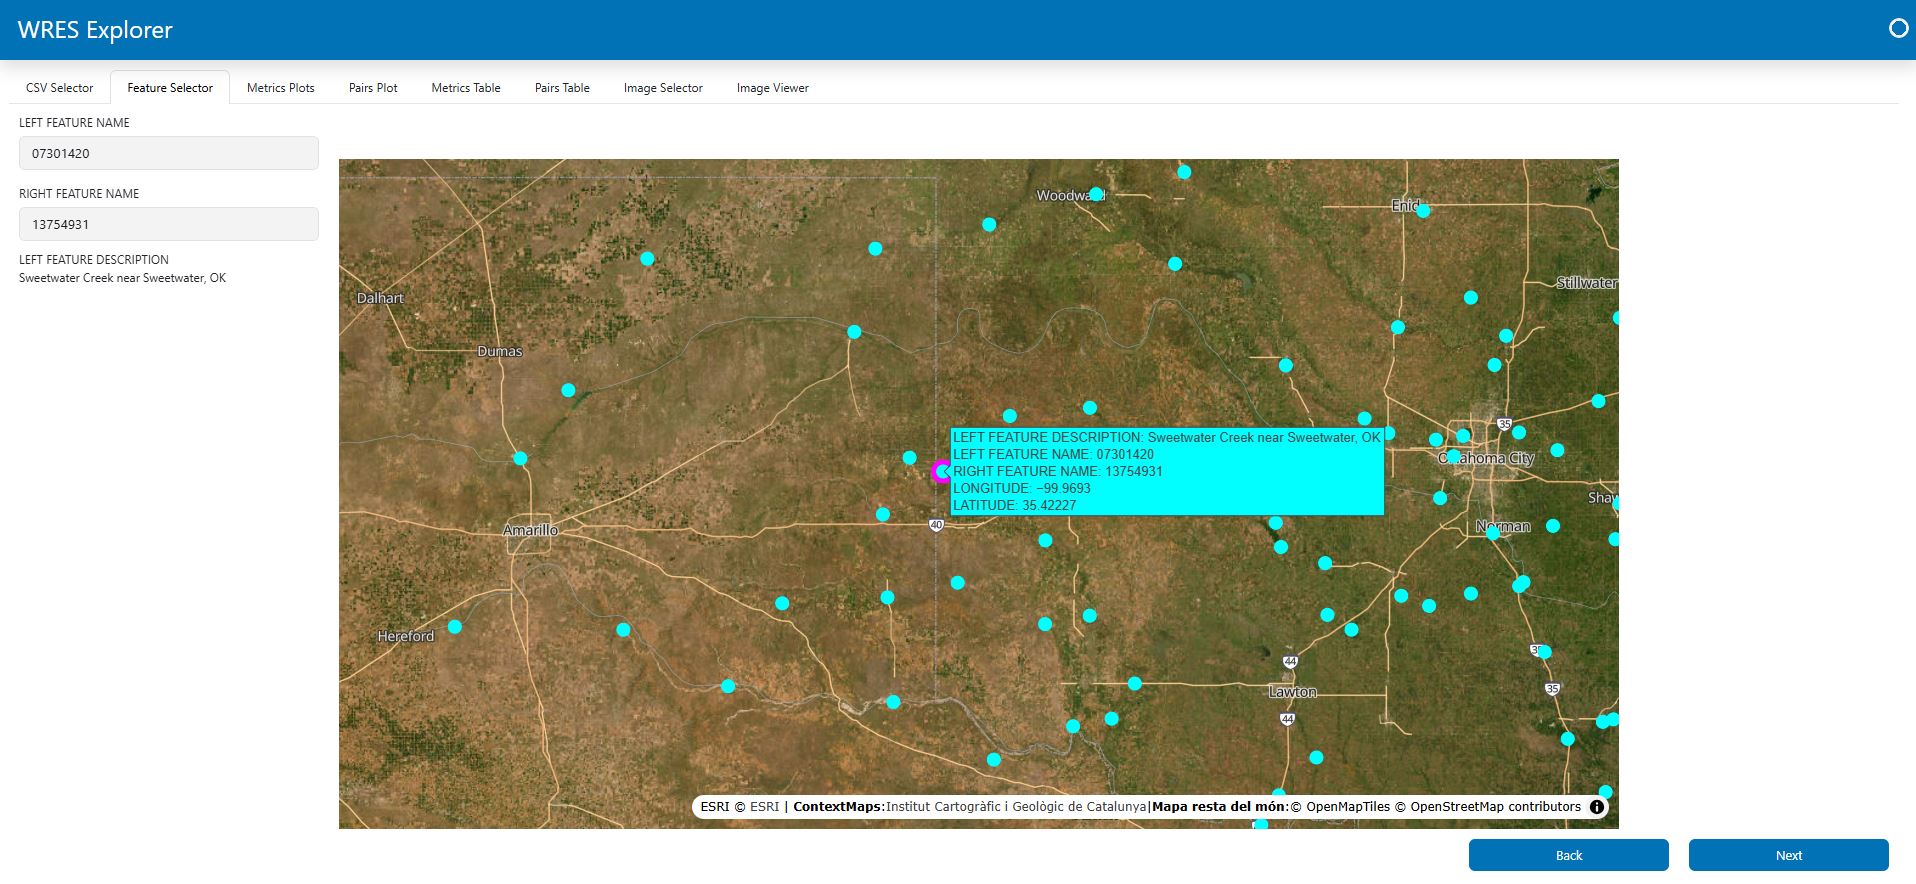 WRES Explorer
CSV Selector
Feature Selector
Metrics Plots
Pairs Plot
Metrics Table
Pairs Table
Image Selector
Image Viewer
LEFT FEATURE NAME
07301420
RIGHT FEATURE NAME
13754931
LEFT FEATURE DESCRIPTION
Sweetwater Creek near Sweetwater, OK
Woodward
Enid
Stillwater
Dalhart
Dumas
35
LEFT FEATURE DESCRIPTION: Sweetwater Creek near Sweetwater, OK
LEFT FEATURE NAME: 07301420
RIGHT FEATURE NAME: 13754931
LONGITUDE: −99.9693
LATITUDE: 35.42227
Oklahoma City
Shaw
40
Amarillo
Norman
Hereford
35
44
35
Lawton
44
ESRI © ESRI | ContextMaps:Institut Cartogràfic i Geològic de Catalunya|Mapa resta del món:© OpenMapTiles © OpenStreetMap contributors
Back
Next